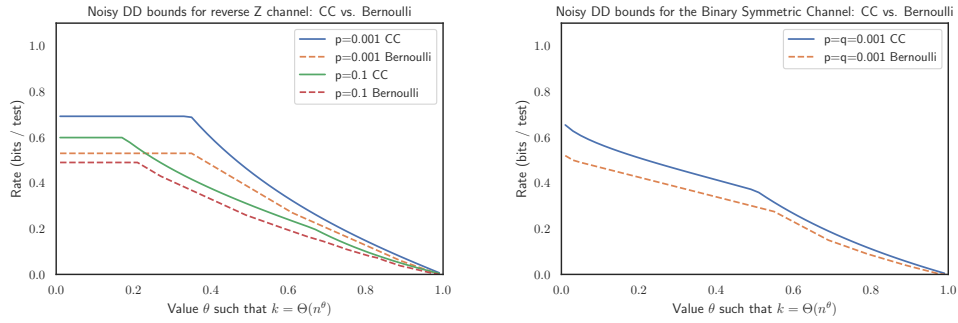 Noisy DD bounds for reverse Z channel: CC vs. Bernoulli
1.0
0.8
0.6
0.4
0.2
0.0
Rate (bits / test)
p=0.001 CC
p=0.001 Bernoulli
p=0.1 CC
p=0.1 Bernoulli
0.0 0.2 0.4 0.6 0.8 1.0
Value θ such that k = Θ(n^θ)
Noisy DD bounds for the Binary Symmetric Channel: CC vs. Bernoulli
1.0
0.8
0.6
0.4
0.2
0.0
Rate (bits / test)
p=q=0.001 CC
p=q=0.001 Bernoulli
0.0 0.2 0.4 0.6 0.8 1.0
Value θ such that k = Θ(n^θ)